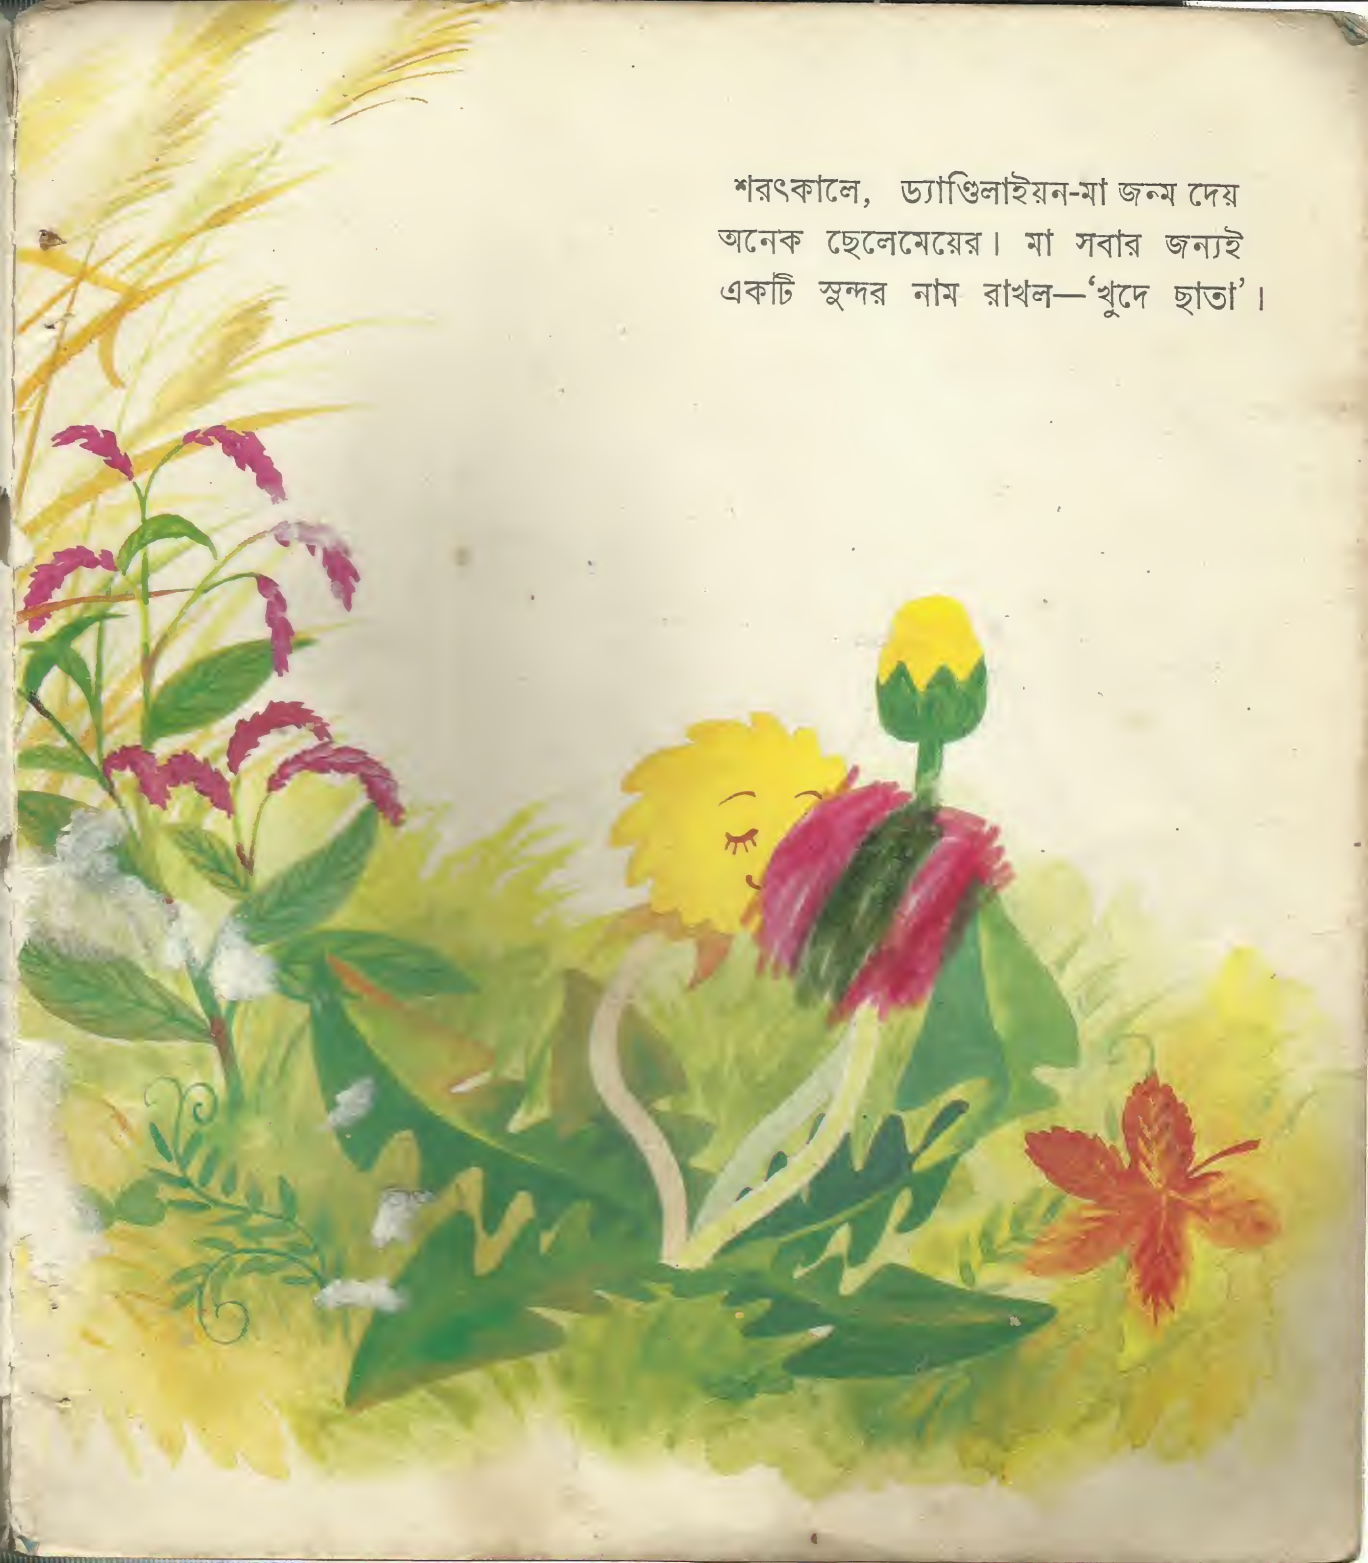 শরৎকালে, ড্যাণ্ডিলাইয়ন-মা জন্ম দেয়
অনেক ছেলেমেয়ের। মা সবার জন্যই
একটি সুন্দর নাম রাখল—‘খুদে ছাতা’।